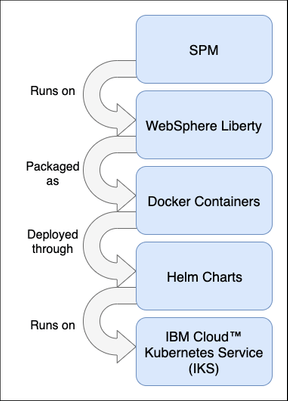 SPM
Runs on
WebSphere Liberty
Packaged
as
Docker Containers
Deployed
through
Helm Charts
Runs on
IBM Cloud™
Kubernetes Service
(IKS)